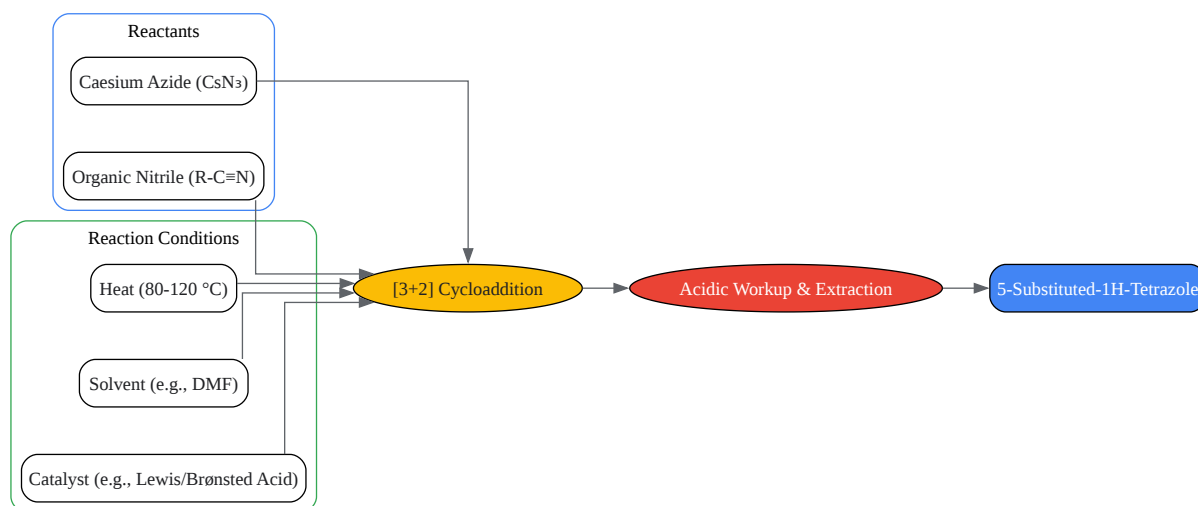 Reactants
Caesium Azide (CsN₃)
Organic Nitrile (R-C≡N)
Reaction Conditions
Heat (80-120 °C)
Solvent (e.g., DMF)
Catalyst (e.g., Lewis/Brønsted Acid)
[3+2] Cycloaddition
Acidic Workup & Extraction
5-Substituted-1H-Tetrazole